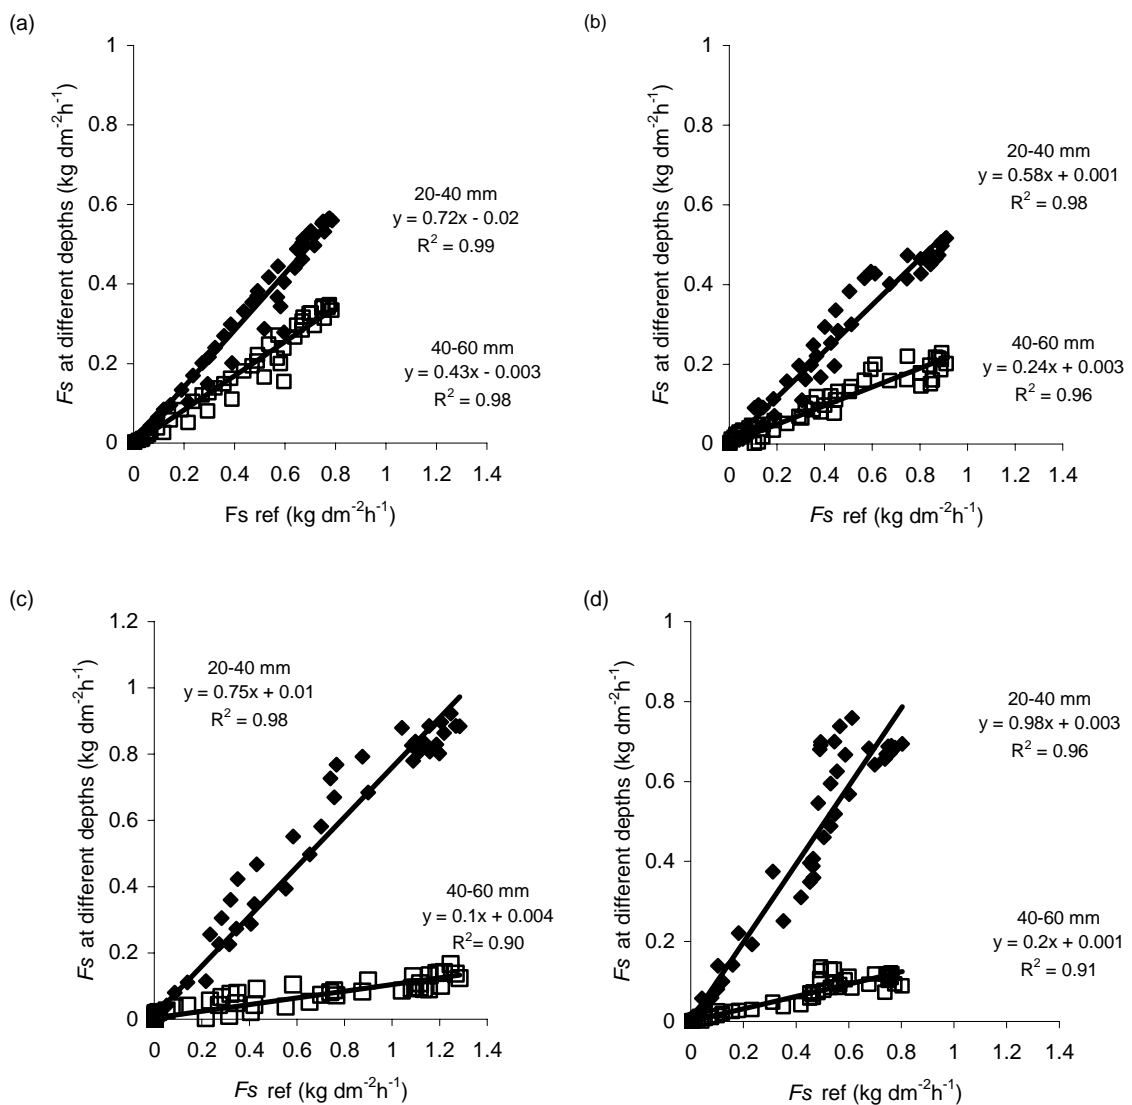 (a)
1
0.8
0.6
0.4
0.2
0
Fs at different depths (kg dm⁻²h⁻¹)
20-40 mm
y = 0.72x - 0.02
R² = 0.99
40-60 mm
y = 0.43x - 0.003
R² = 0.98
0 0.2 0.4 0.6 0.8 1 1.2 1.4
Fs ref (kg dm⁻²h⁻¹)
(b)
1
0.8
0.6
0.4
0.2
0
Fs at different depths (kg dm⁻²h⁻¹)
20-40 mm
y = 0.58x + 0.001
R² = 0.98
40-60 mm
y = 0.24x + 0.003
R² = 0.96
0 0.2 0.4 0.6 0.8 1 1.2 1.4
Fs ref (kg dm⁻²h⁻¹)
(c)
1.2
1
0.8
0.6
0.4
0.2
0
Fs at different depths (kg dm⁻²h⁻¹)
20-40 mm
y = 0.75x + 0.01
R² = 0.98
40-60 mm
y = 0.1x + 0.004
R²= 0.90
0 0.2 0.4 0.6 0.8 1 1.2 1.4
Fs ref (kg dm⁻²h⁻¹)
(d)
1
0.8
0.6
0.4
0.2
0
Fs at different depths (kg dm⁻²h⁻¹)
20-40 mm
y = 0.98x + 0.003
R² = 0.96
40-60 mm
y = 0.2x + 0.001
R² = 0.91
0 0.2 0.4 0.6 0.8 1 1.2 1.4
Fs ref (kg dm⁻²h⁻¹)